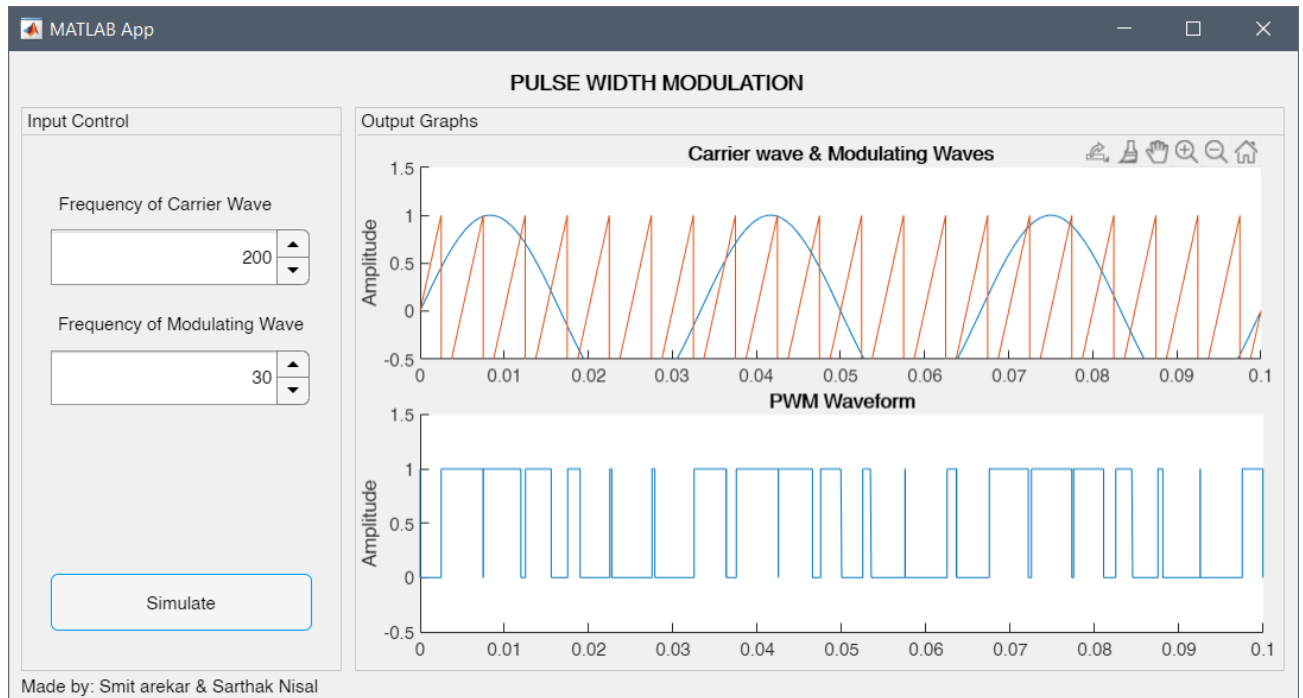 MATLAB App
PULSE WIDTH MODULATION
Input Control
Frequency of Carrier Wave
200
Frequency of Modulating Wave
30
Simulate
Output Graphs
Carrier wave & Modulating Waves
1.5
1
0.5
0
-0.5
Amplitude
0 0.01 0.02 0.03 0.04 0.05 0.06 0.07 0.08 0.09 0.1
PWM Waveform
1.5
1
0.5
0
-0.5
Amplitude
0 0.01 0.02 0.03 0.04 0.05 0.06 0.07 0.08 0.09 0.1
Made by: Smit arekar & Sarthak Nisal